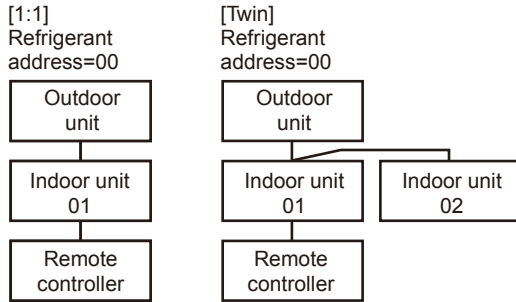 [1:1]
Refrigerant
address=00
Outdoor
unit
Indoor unit
01
Remote
controller
[Twin]
Refrigerant
address=00
Outdoor
unit
Indoor unit
01
Indoor unit
02
Remote
controller